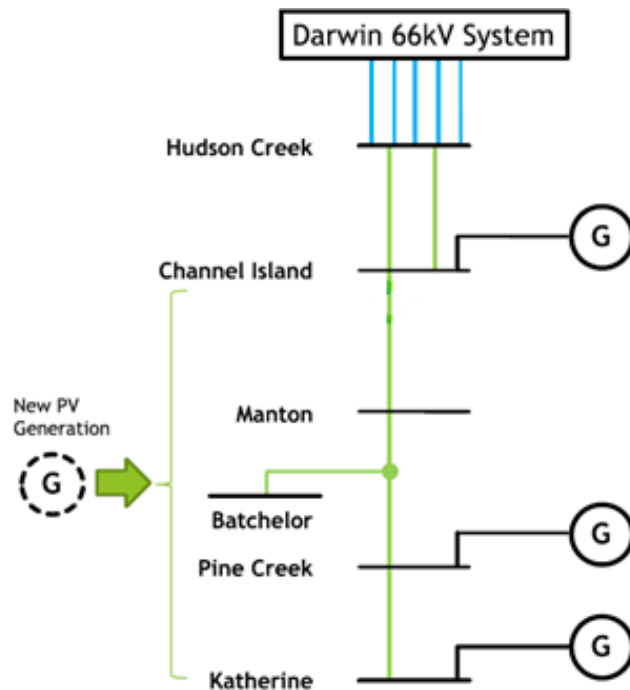 Darwin 66kV System
Hudson Creek
G
Channel Island
New PV
Generation
G
Manton
Batchelor
G
Pine Creek
G
Katherine